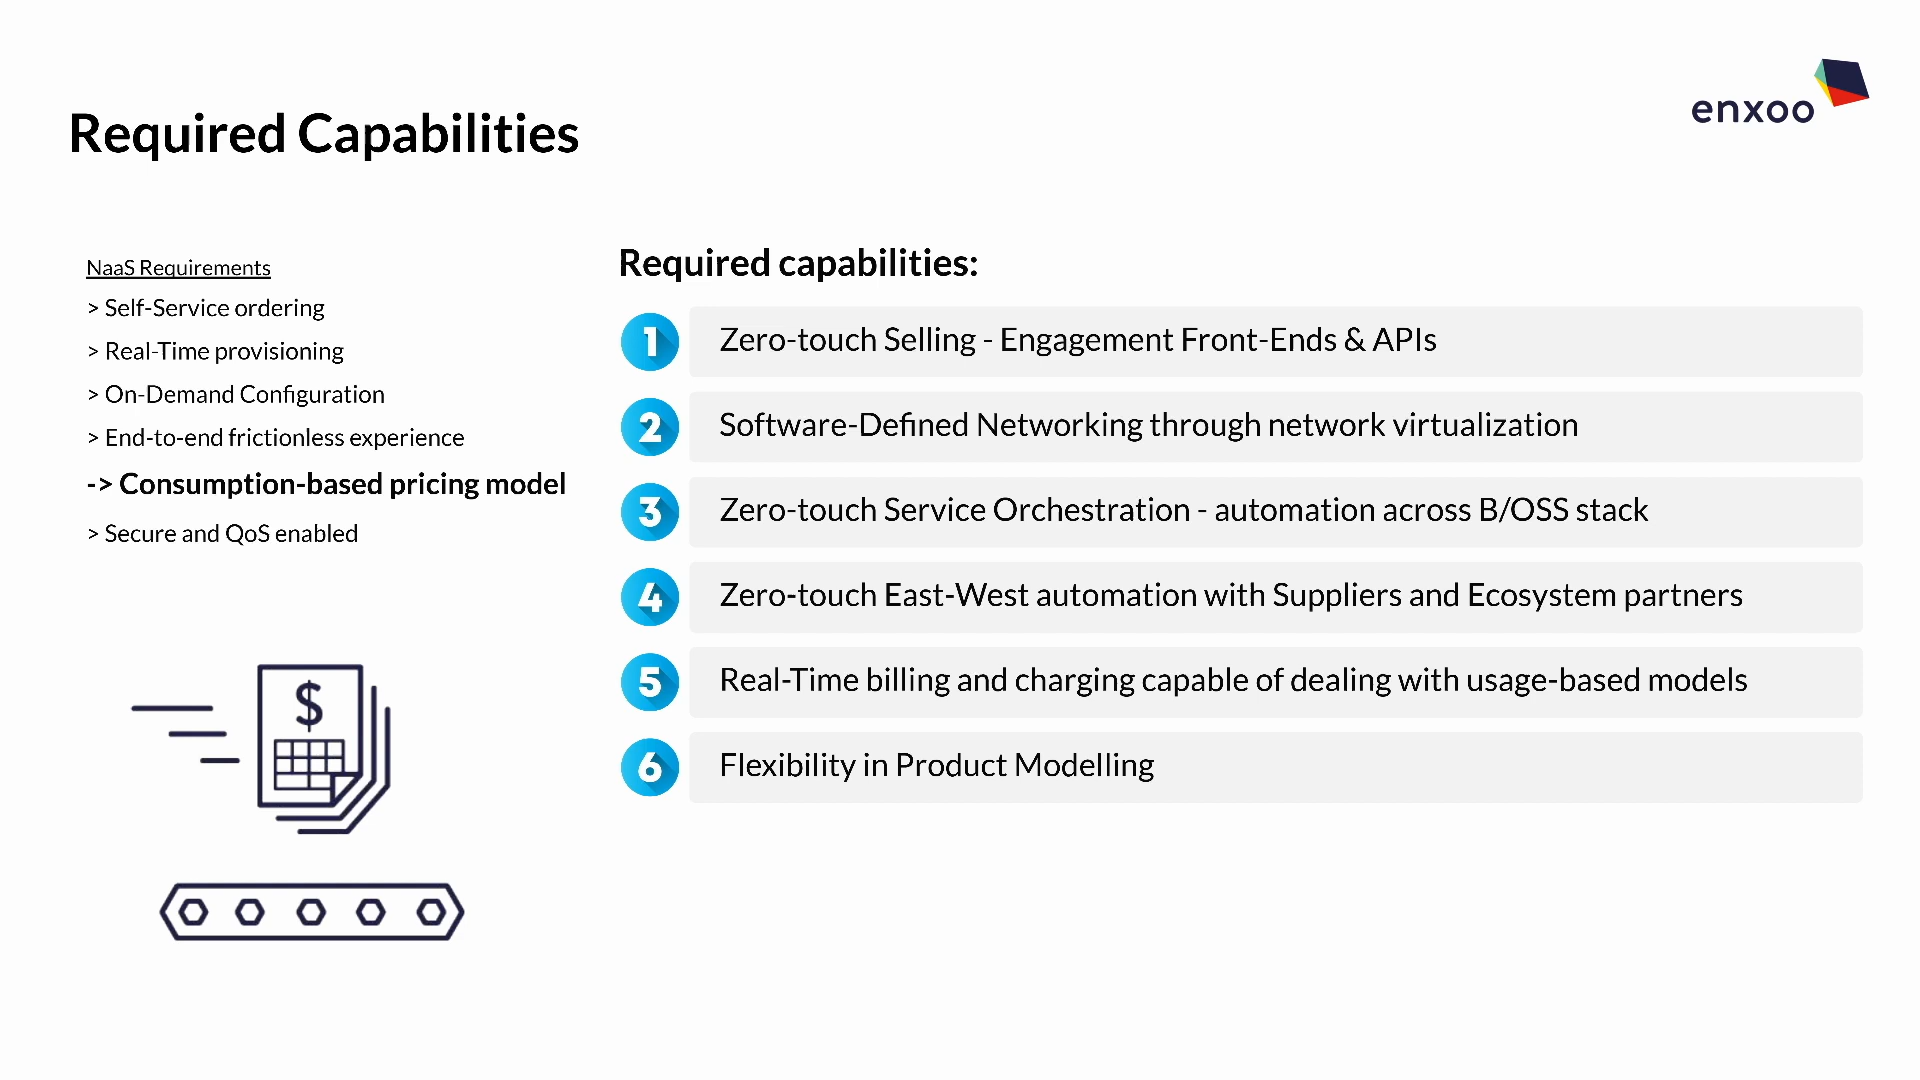 enxoo
Required Capabilities
NaaS Requirements
> Self-Service ordering
> Real-Time provisioning
> On-Demand Configuration
> End-to-end frictionless experience
-> Consumption-based pricing model
> Secure and QoS enabled
$
Required capabilities:
1 Zero-touch Selling - Engagement Front-Ends & APIs
2 Software-Defined Networking through network virtualization
3 Zero-touch Service Orchestration - automation across B/OSS stack
4 Zero-touch East-West automation with Suppliers and Ecosystem partners
5 Real-Time billing and charging capable of dealing with usage-based models
6 Flexibility in Product Modelling